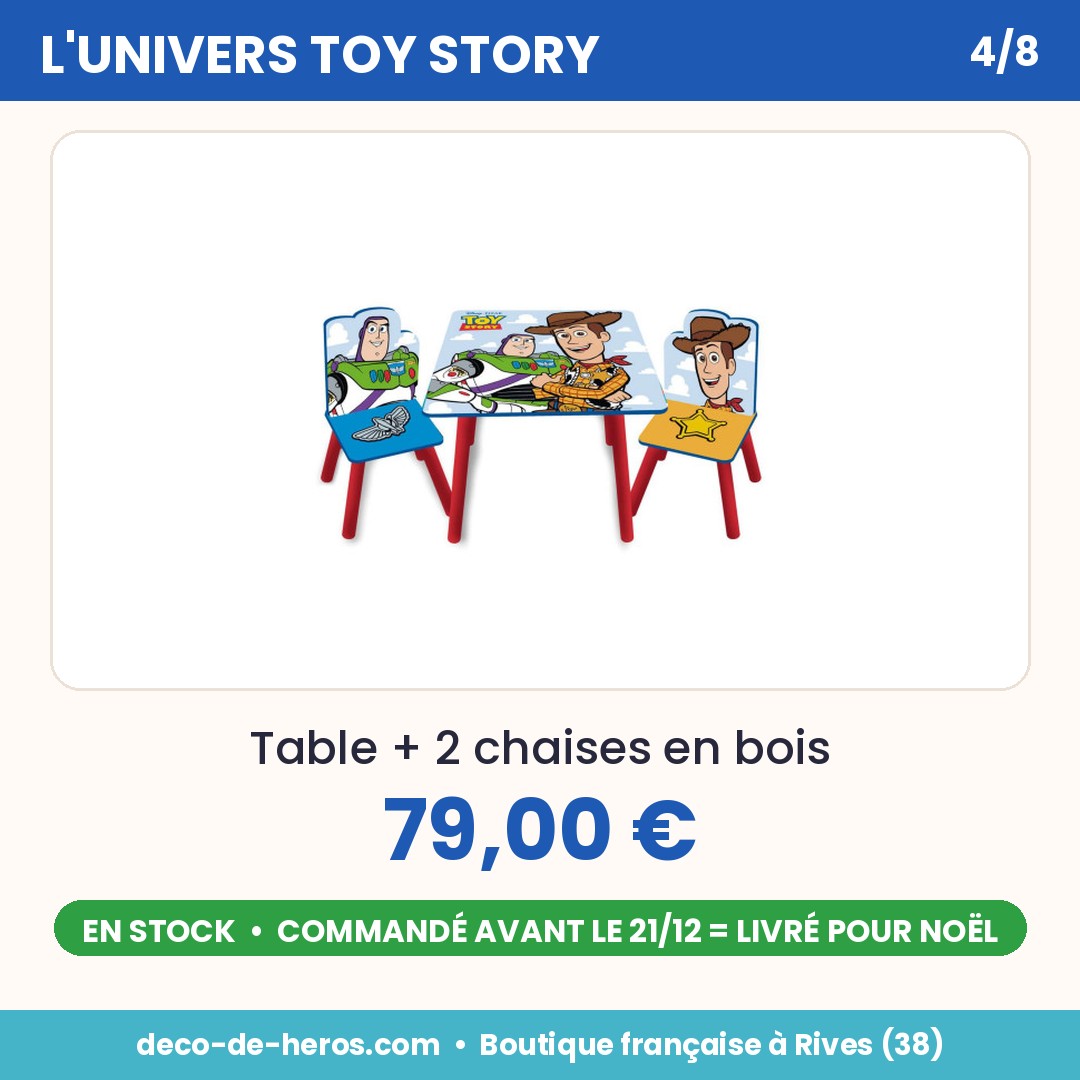 L'UNIVERS TOY STORY
4/8
TOY
STORY
Table + 2 chaises en bois
79,00 €
EN STOCK • COMMANDÉ AVANT LE 21/12 = LIVRÉ POUR NOËL
deco-de-heros.com • Boutique française à Rives (38)